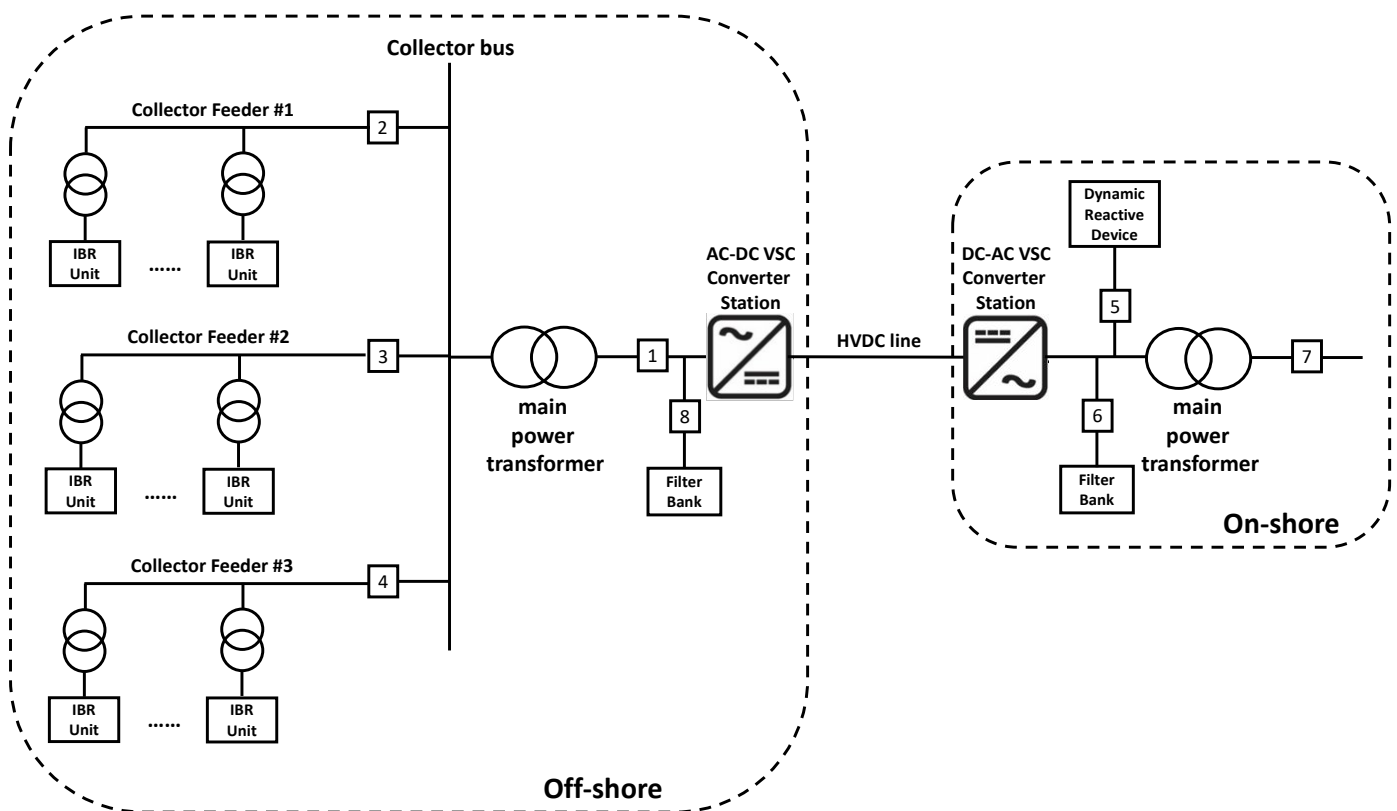 Collector bus
Collector Feeder #1
2
IBR
Unit
......
IBR
Unit
Collector Feeder #2
3
IBR
Unit
......
IBR
Unit
Collector Feeder #3
4
IBR
Unit
......
IBR
Unit
main
power
transformer
1
8
Filter
Bank
AC-DC VSC
Converter
Station
Off-shore
HVDC line
DC-AC VSC
Converter
Station
Dynamic
Reactive
Device
5
6
Filter
Bank
main
power
transformer
7
On-shore